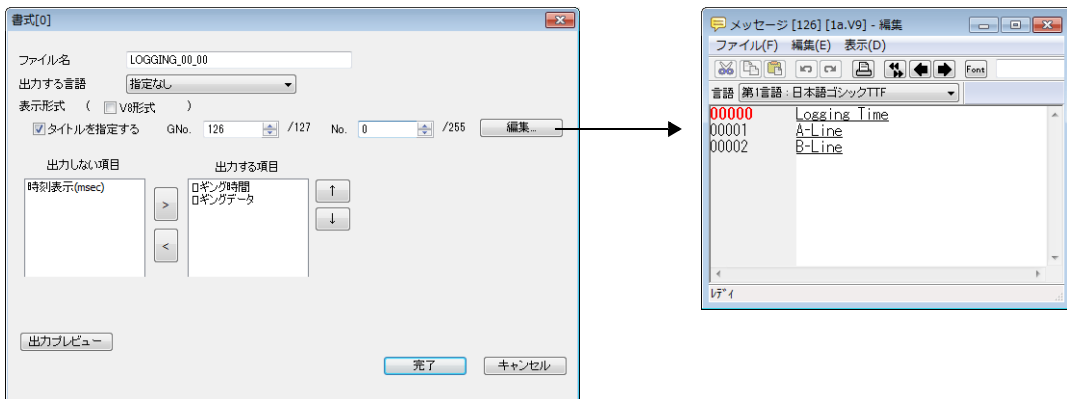 書式[0]
ファイル名 LOGGING_00_00
出力する言語 指定なし
表示形式 ( V8形式 )
タイトルを指定する GNo. 126 /127 No. 0 /255 編集...
出力しない項目 出力する項目
時刻表示(msec)
ロギング時間
ロギングデータ
>
<
↑
↓
出力プレビュー
完了 キャンセル
メッセージ [126] [1a.V9] - 編集
ファイル(F) 編集(E) 表示(D)
Font
言語 第1言語 : 日本語ゴシックTTF
00000 Logging Time
00001 A-Line
00002 B-Line
レディ